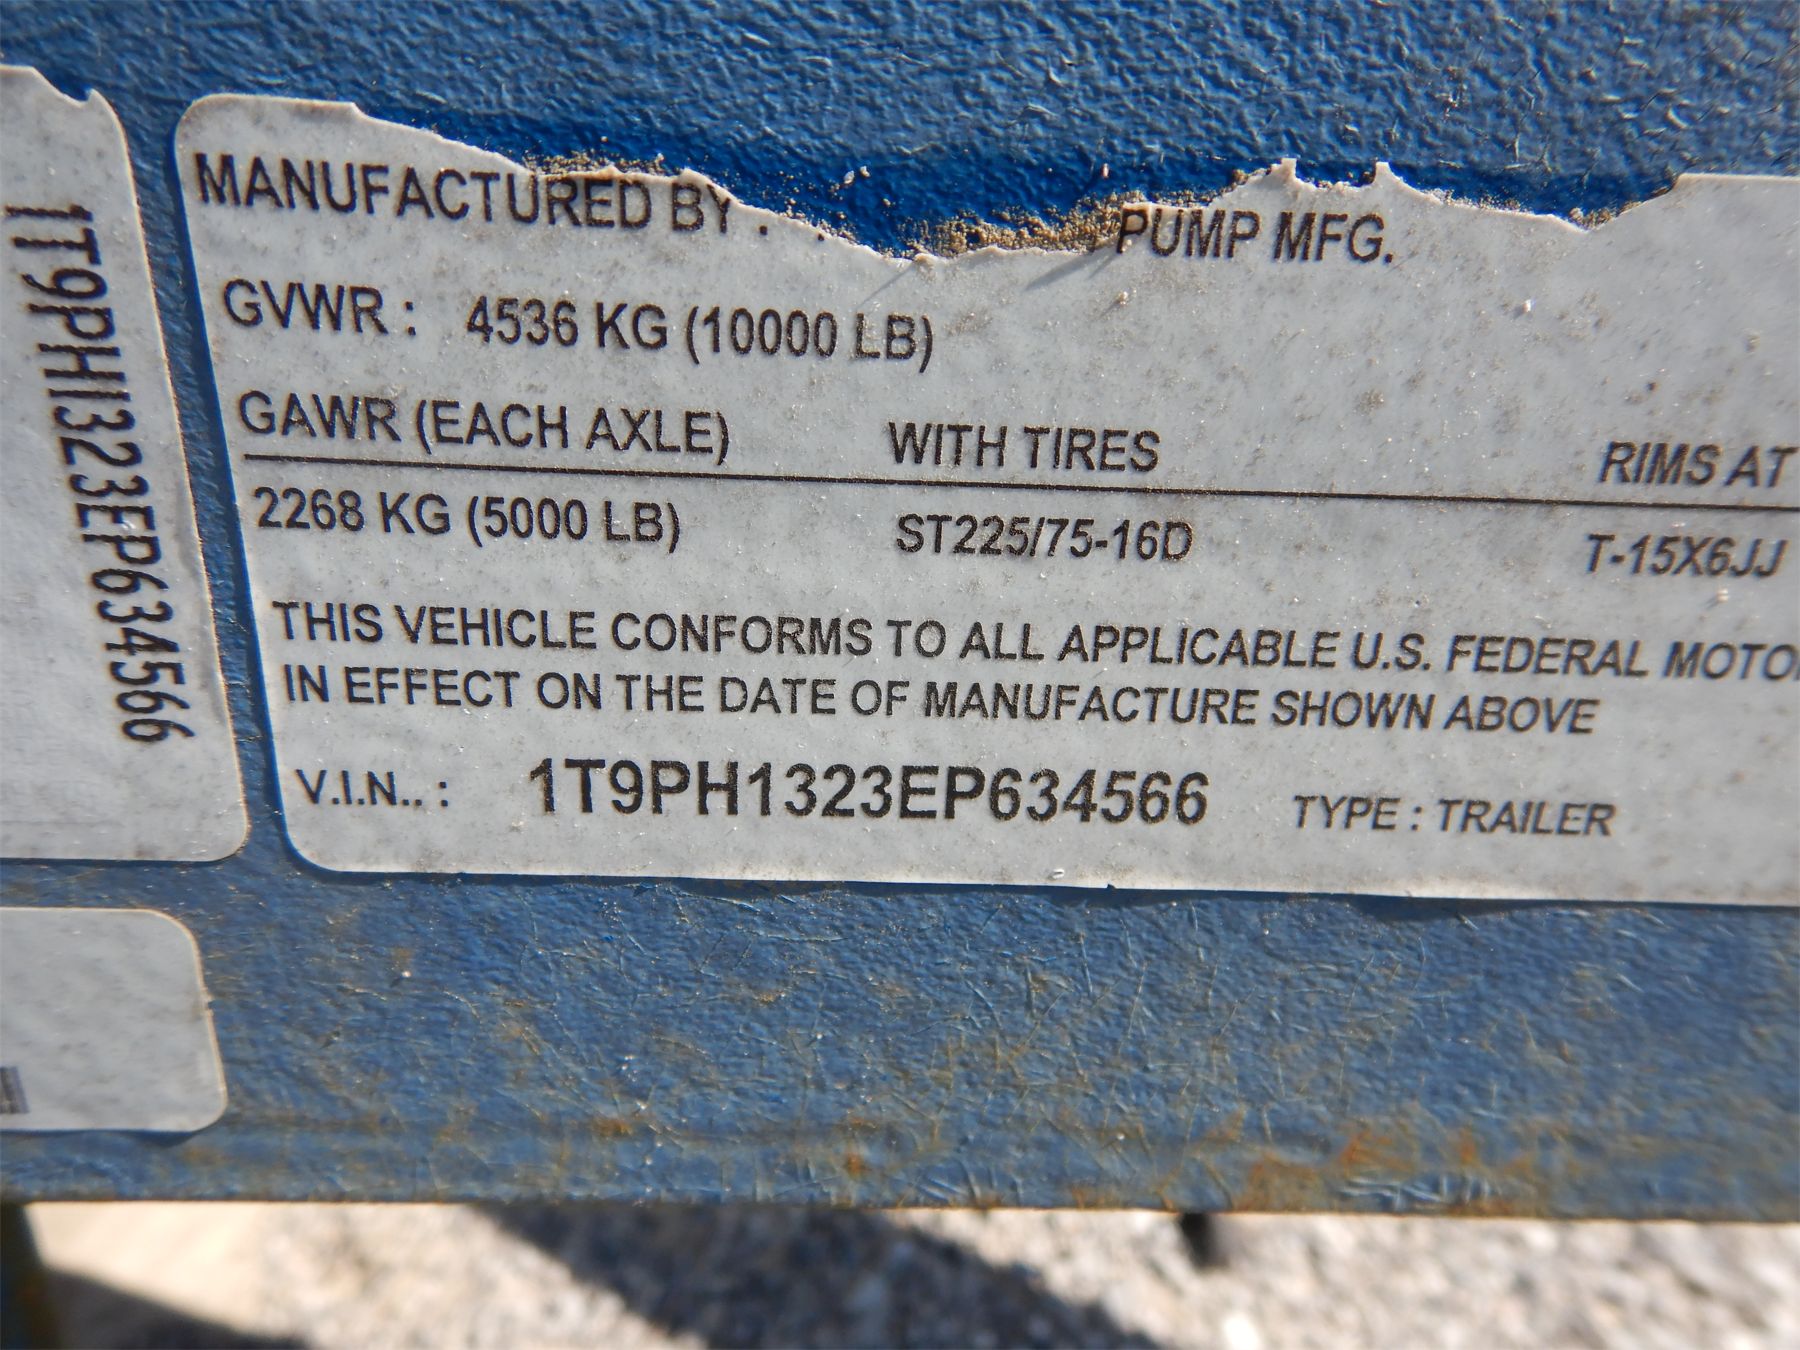 1T9PH1323EP634566
MANUFACTURED BY :
PUMP MFG.
GVWR : 4536 KG (10000 LB)
GAWR (EACH AXLE) WITH TIRES RIMS AT
2268 KG (5000 LB) ST225/75-16D T-15X6JJ
THIS VEHICLE CONFORMS TO ALL APPLICABLE U.S. FEDERAL MOTO
IN EFFECT ON THE DATE OF MANUFACTURE SHOWN ABOVE
V.I.N.. : 1T9PH1323EP634566 TYPE : TRAILER